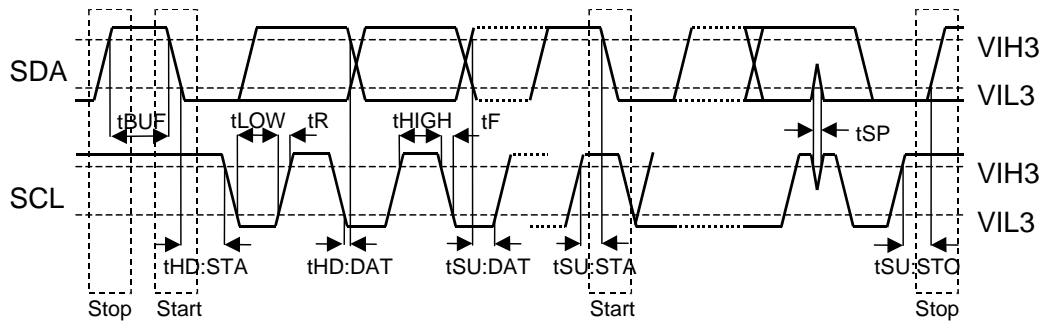 VIH3
SDA
VIL3
tBUF tLOW tR tHIGH tF tSP
VIH3
SCL
VIL3
tHD:STA tHD:DAT tSU:DAT tSU:STA tSU:STO
Stop Start Start Stop